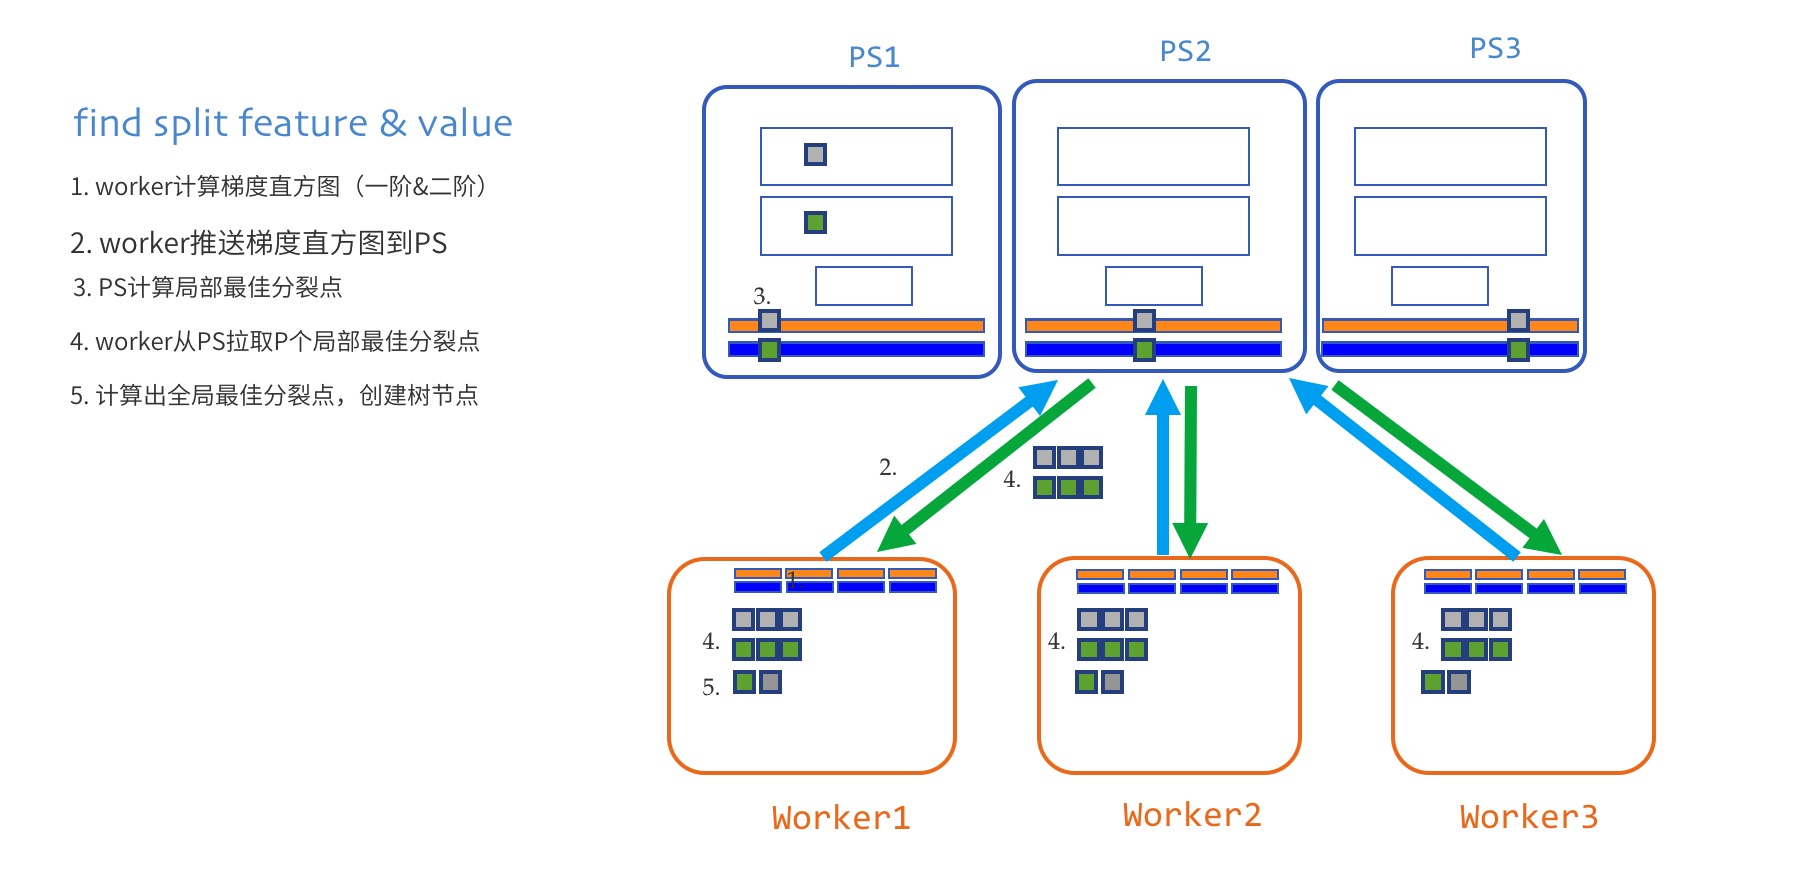 find split feature & value
1. worker计算梯度直方图（一阶&二阶）
2. worker推送梯度直方图到PS
3. PS计算局部最佳分裂点
4. worker从PS拉取P个局部最佳分裂点
5. 计算出全局最佳分裂点，创建树节点
PS1
PS2
PS3
3.
2.
4.
1.
4.
5.
4.
4.
Worker1
Worker2
Worker3